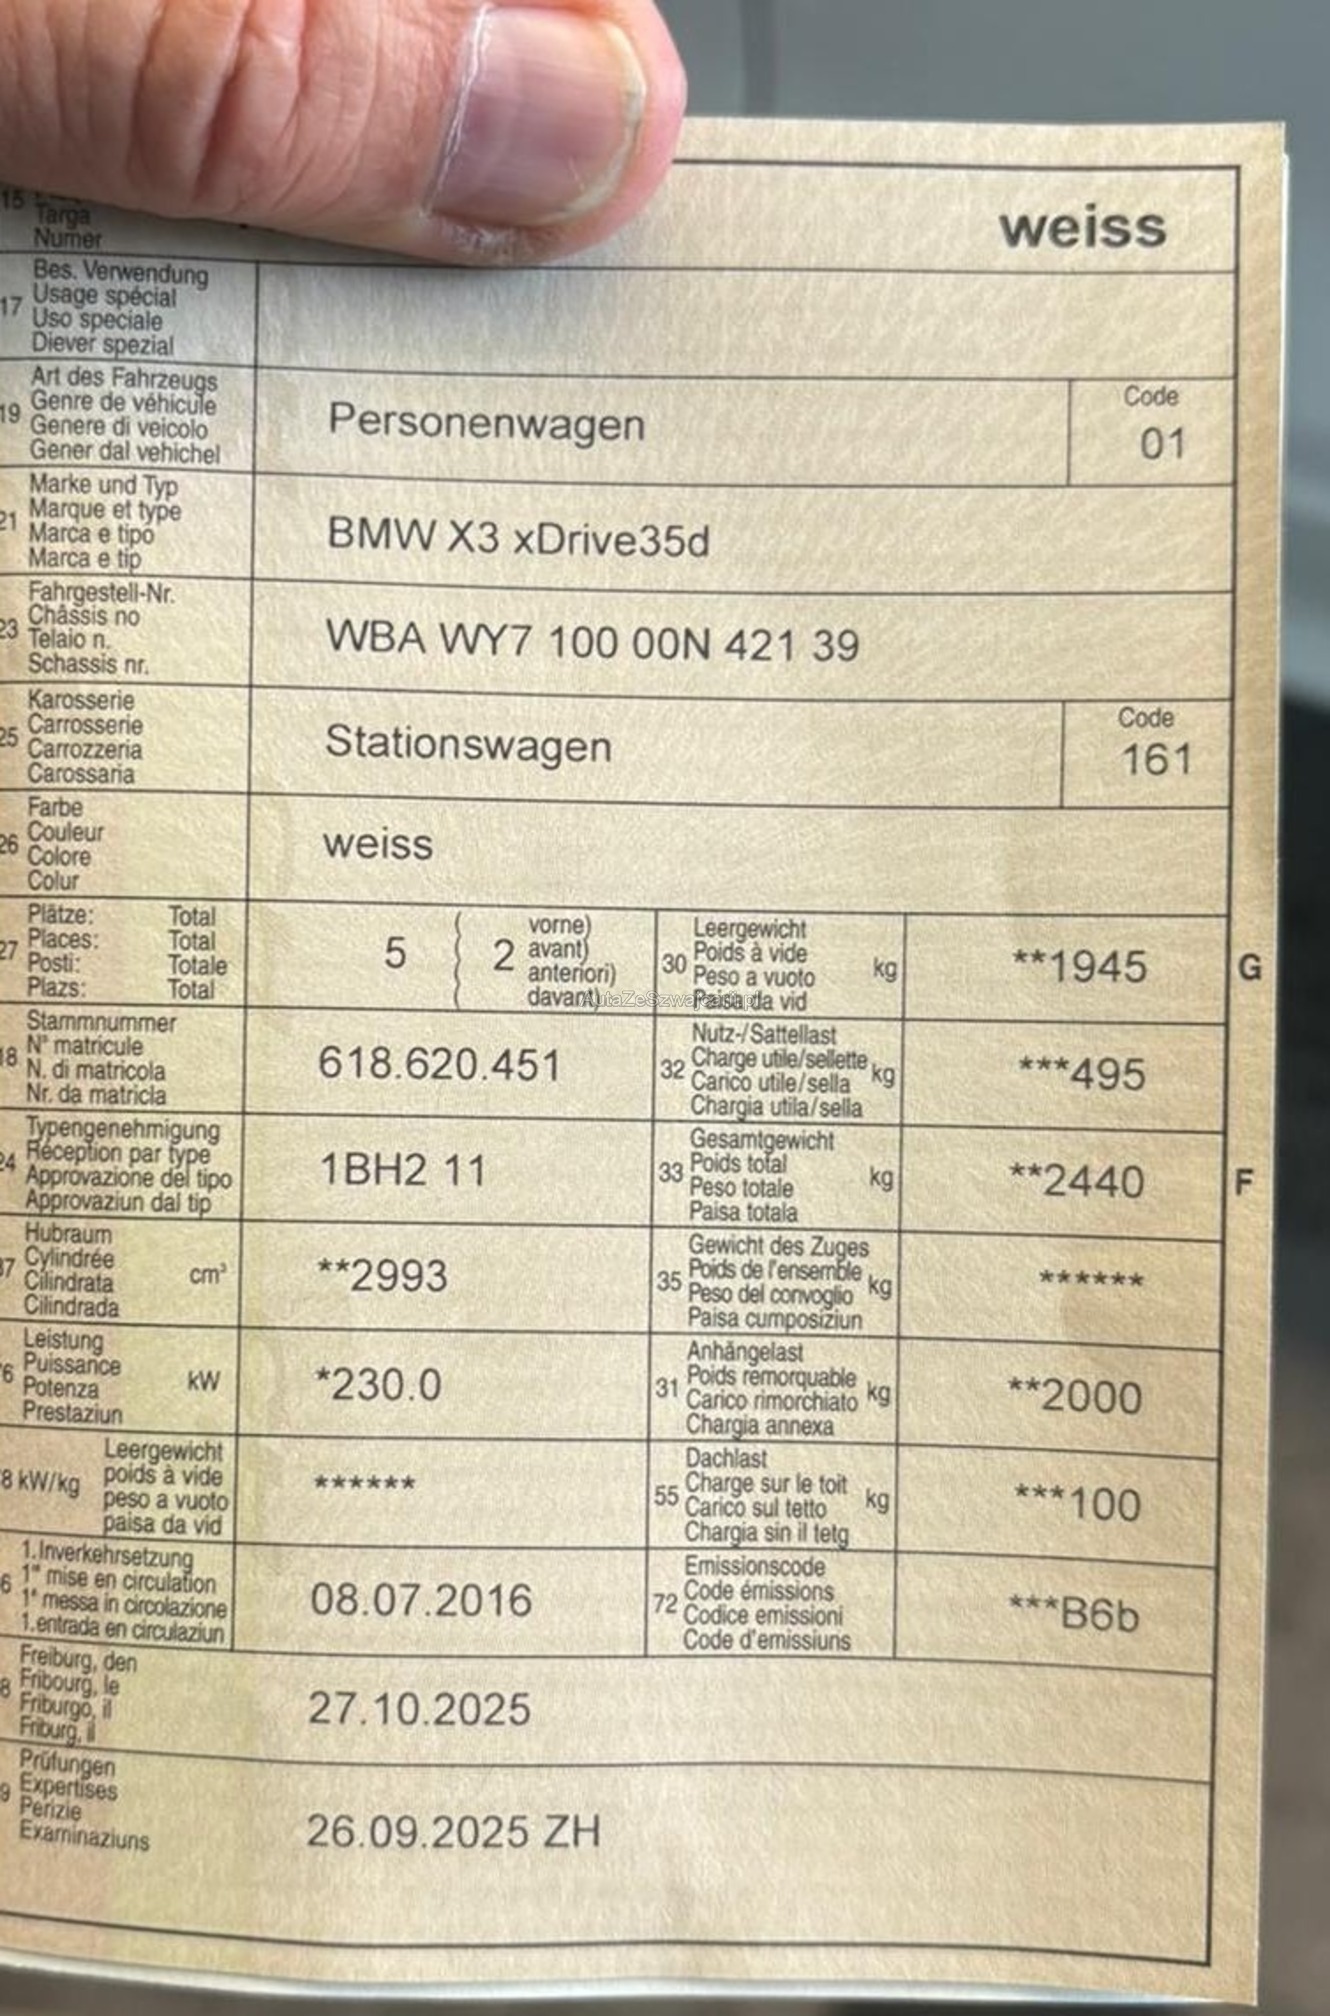 15
Targa
Numer
weiss
17
Bes. Verwendung
Usage spécial
Uso speciale
Diever spezial
19
Art des Fahrzeugs
Genre de véhicule
Genere di veicolo
Gener dal vehichel
Personenwagen
Code
01
21
Marke und Typ
Marque et type
Marca e tipo
Marca e tip
BMW X3 xDrive35d
23
Fahrgestell-Nr.
Châssis no
Telaio n.
Schassis nr.
WBA WY7 100 00N 421 39
25
Karosserie
Carrosserie
Carrozzeria
Carossaria
Stationswagen
Code
161
26
Farbe
Couleur
Colore
Colur
weiss
27
Plätze: Total
Places: Total
Posti: Totale
Plazs: Total
5 ( 2
vorne)
avant)
anteriori)
davant)
30
Leergewicht
Poids à vide
Peso a vuoto
Paisa da vid
kg
**1945
G
AutaZeSzwajcarii.pl
18
Stammnummer
N° matricule
N. di matricola
Nr. da matricla
618.620.451
32
Nutz-/Sattellast
Charge utile/sellette
Carico utile/sella
Chargia utila/sella
kg
***495
24
Typengenehmigung
Réception par type
Approvazione del tipo
Approvaziun dal tip
1BH2 11
33
Gesamtgewicht
Poids total
Peso totale
Paisa totala
kg
**2440
F
37
Hubraum
Cylindrée
Cilindrata
Cilindrada
cm³
**2993
35
Gewicht des Zuges
Poids de l'ensemble
Peso del convoglio
Paisa cumposiziun
kg
******
76
Leistung
Puissance
Potenza
Prestaziun
kW
*230.0
31
Anhängelast
Poids remorquable
Carico rimorchiato
Chargia annexa
kg
**2000
8 kW/kg
Leergewicht
poids à vide
peso a vuoto
paisa da vid
******
55
Dachlast
Charge sur le toit
Carico sul tetto
Chargia sin il tetg
kg
***100
6
1.Inverkehrsetzung
1re mise en circulation
1a messa in circolazione
1.entrada en circulaziun
08.07.2016
72
Emissionscode
Code émissions
Codice emissioni
Code d'emissiuns
***B6b
8
Freiburg, den
Fribourg, le
Friburgo, il
Friburg, il
27.10.2025
9
Prüfungen
Expertises
Perizie
Examinaziuns
26.09.2025 ZH